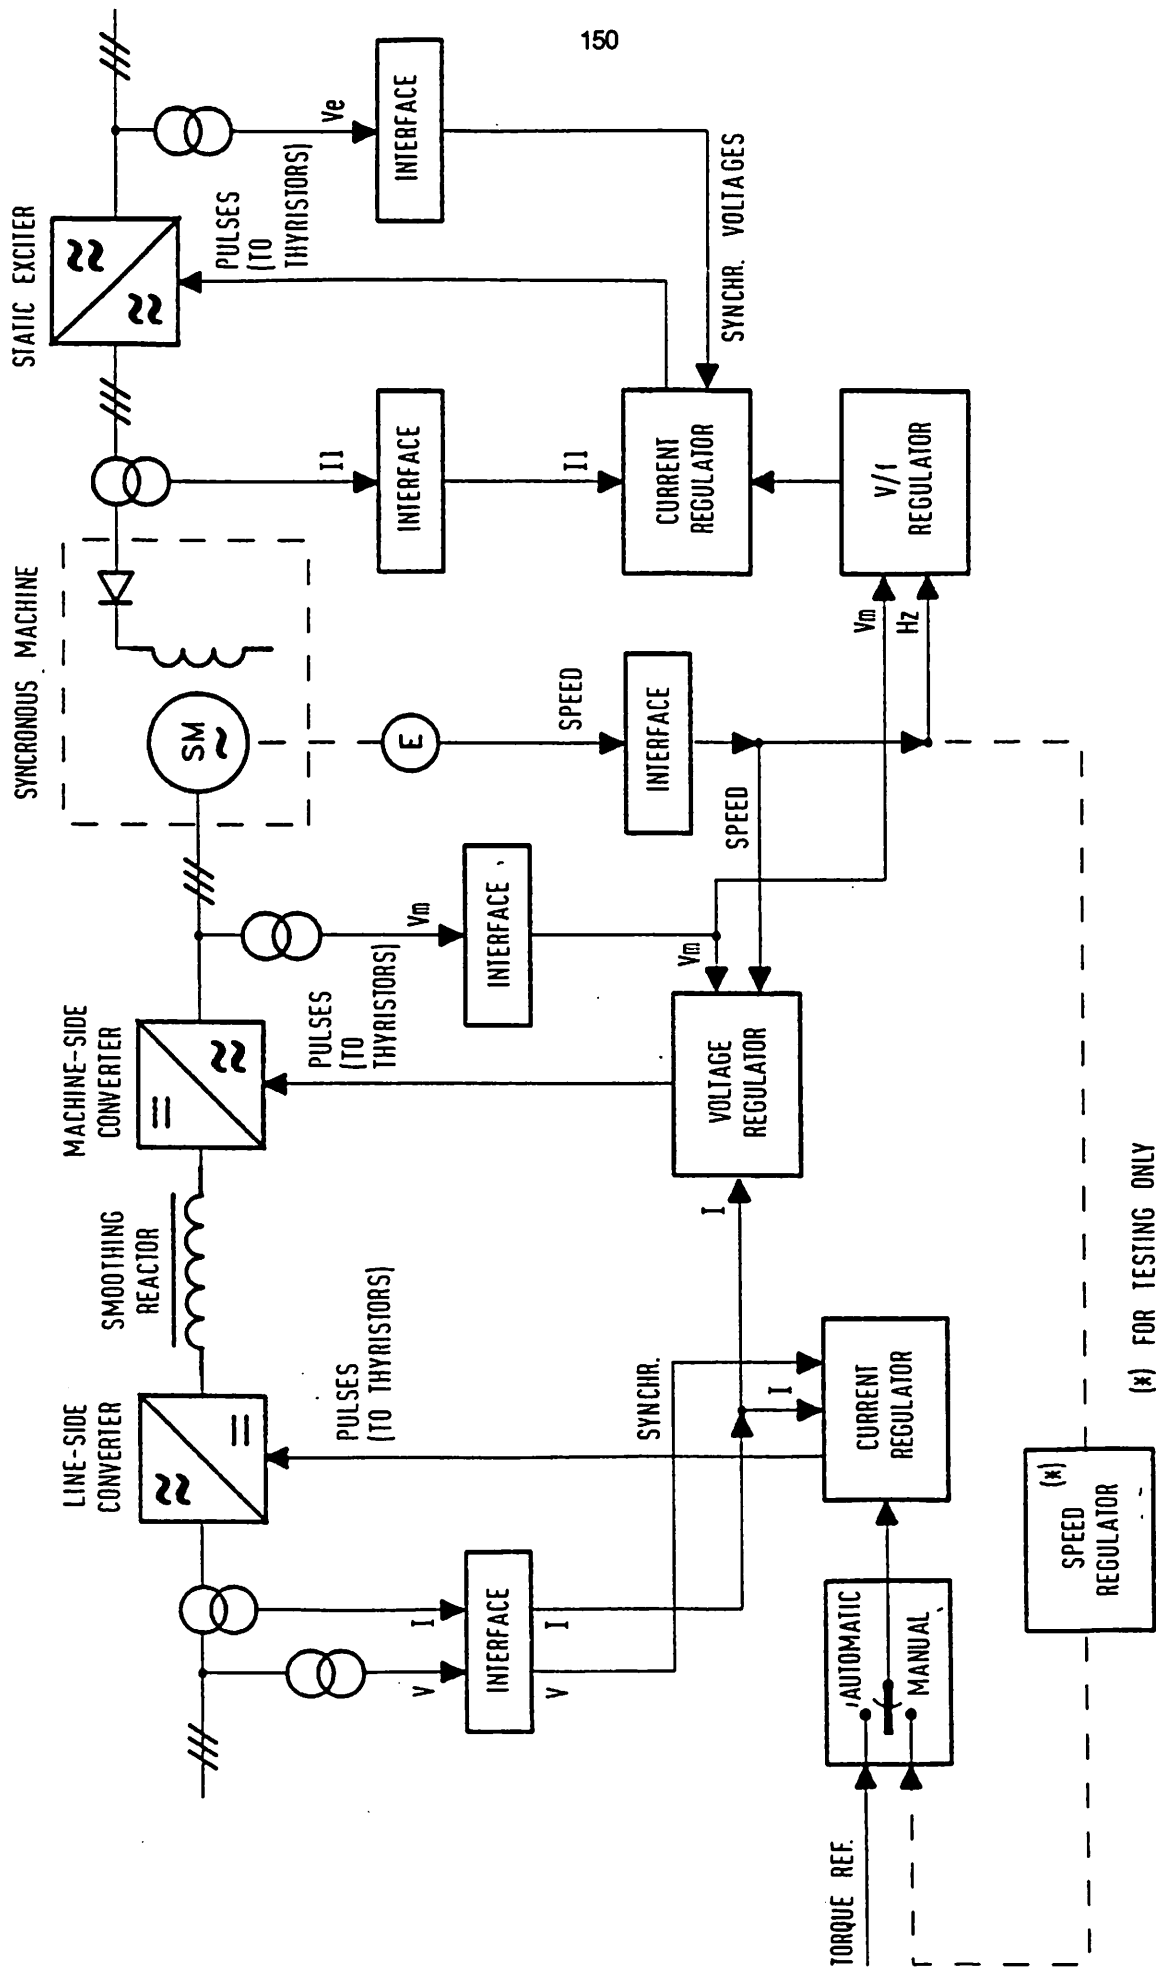 150
SYNCRONOUS MACHINE
STATIC EXCITER
LINE-SIDE
CONVERTER
SMOOTHING
REACTOR
MACHINE-SIDE
CONVERTER
SM
PULSES
(TO THYRISTORS)
PULSES
(TO
THYRISTORS)
PULSES
(TO
THYRISTORS)
V
I
INTERFACE
V
I
Vm
INTERFACE
Vm
E
SPEED
INTERFACE
SPEED
I1
INTERFACE
I1
Ve
INTERFACE
SYNCHR. VOLTAGES
SYNCHR.
I
I
VOLTAGE
REGULATOR
CURRENT
REGULATOR
Vm
Hz
V/f
REGULATOR
TORQUE REF.
AUTOMATIC
MANUAL
CURRENT
REGULATOR
SPEED (*)
REGULATOR
(*) FOR TESTING ONLY